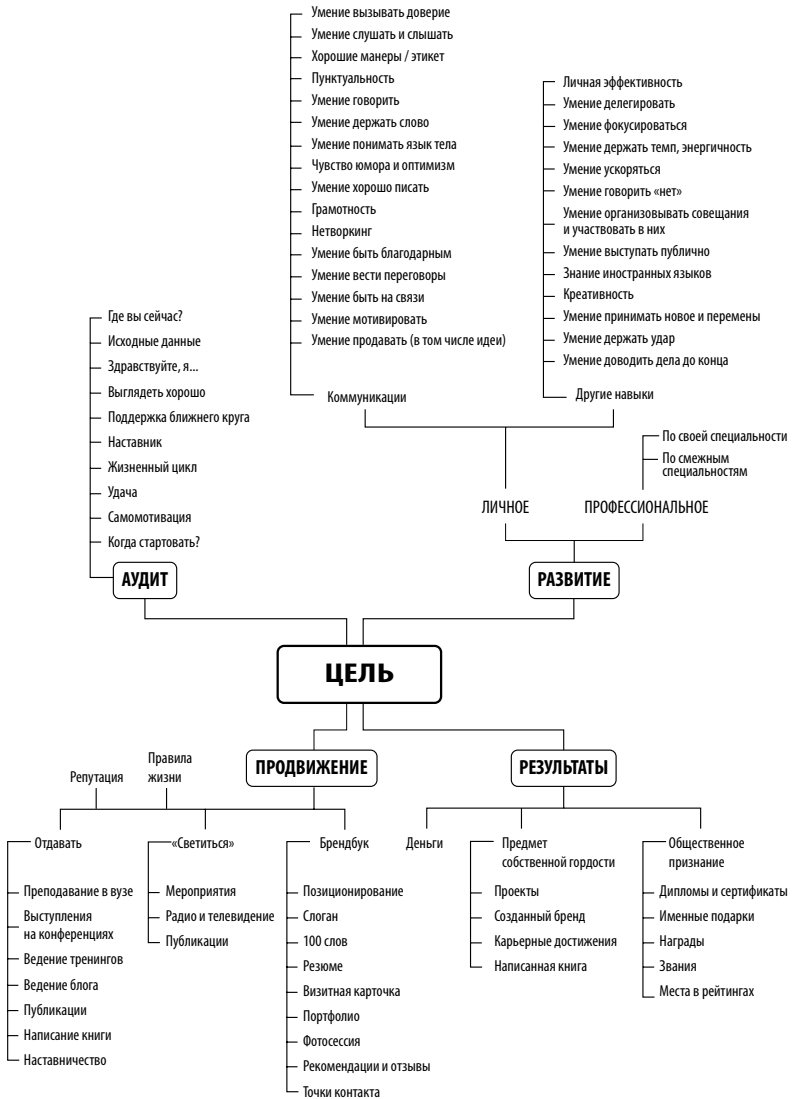 Умение вызывать доверие
Умение слушать и слышать
Хорошие манеры / этикет
Пунктуальность
Умение говорить
Умение держать слово
Умение понимать язык тела
Чувство юмора и оптимизм
Умение хорошо писать
Грамотность
Нетворкинг
Умение быть благодарным
Умение вести переговоры
Умение быть на связи
Умение мотивировать
Умение продавать (в том числе идеи)
Коммуникации
Личная эффективность
Умение делегировать
Умение фокусироваться
Умение держать темп, энергичность
Умение ускоряться
Умение говорить «нет»
Умение организовывать совещания
и участвовать в них
Умение выступать публично
Знание иностранных языков
Креативность
Умение принимать новое и перемены
Умение держать удар
Умение доводить дела до конца
Другие навыки
Где вы сейчас?
Исходные данные
Здравствуйте, я...
Выглядеть хорошо
Поддержка ближнего круга
Наставник
Жизненный цикл
Удача
Самомотивация
Когда стартовать?
АУДИТ
По своей специальности
По смежным
специальностям
ЛИЧНОЕ
ПРОФЕССИОНАЛЬНОЕ
РАЗВИТИЕ
ЦЕЛЬ
ПРОДВИЖЕНИЕ
Репутация
Правила
жизни
Отдавать
Преподавание в вузе
Выступления
на конференциях
Ведение тренингов
Ведение блога
Публикации
Написание книги
Наставничество
«Светиться»
Мероприятия
Радио и телевидение
Публикации
Брендбук
Позиционирование
Слоган
100 слов
Резюме
Визитная карточка
Портфолио
Фотосессия
Рекомендации и отзывы
Точки контакта
РЕЗУЛЬТАТЫ
Деньги
Предмет
собственной гордости
Проекты
Созданный бренд
Карьерные достижения
Написанная книга
Общественное
признание
Дипломы и сертификаты
Именные подарки
Награды
Звания
Места в рейтингах